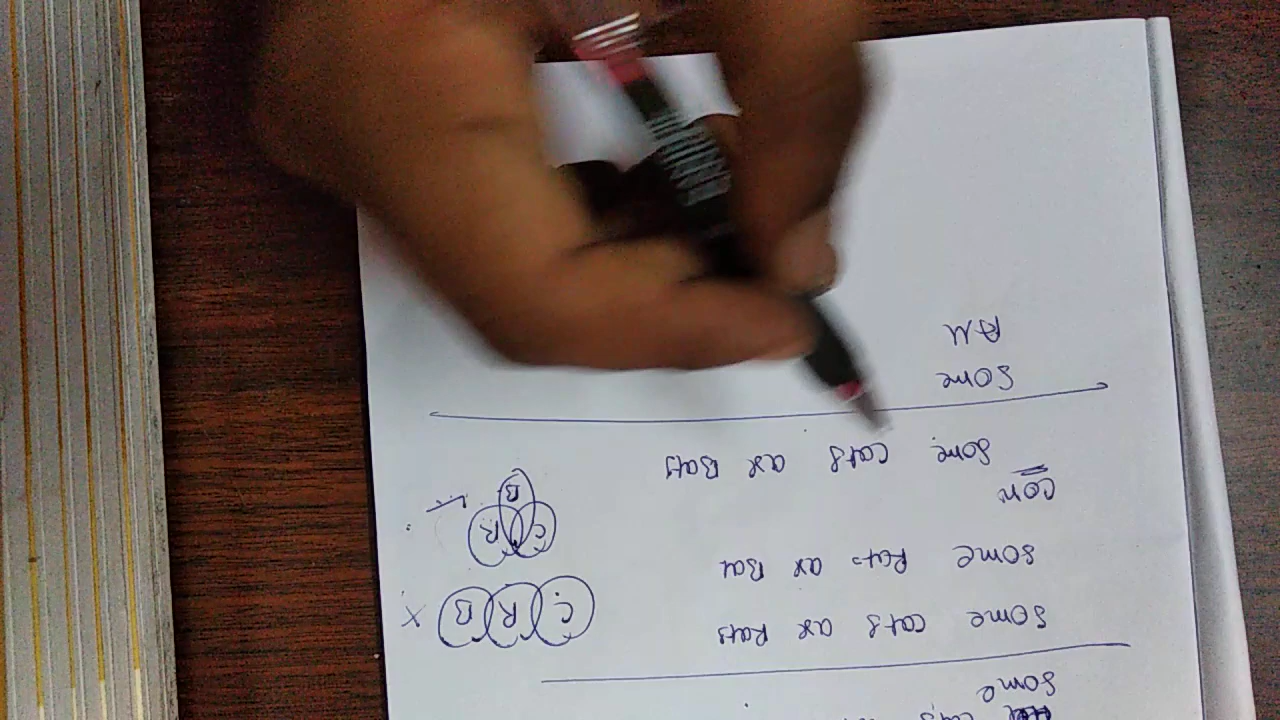 some
some cats are Rats
C R B ×
some Rats are Bat
C R B
con
some cats are Bats
some
All